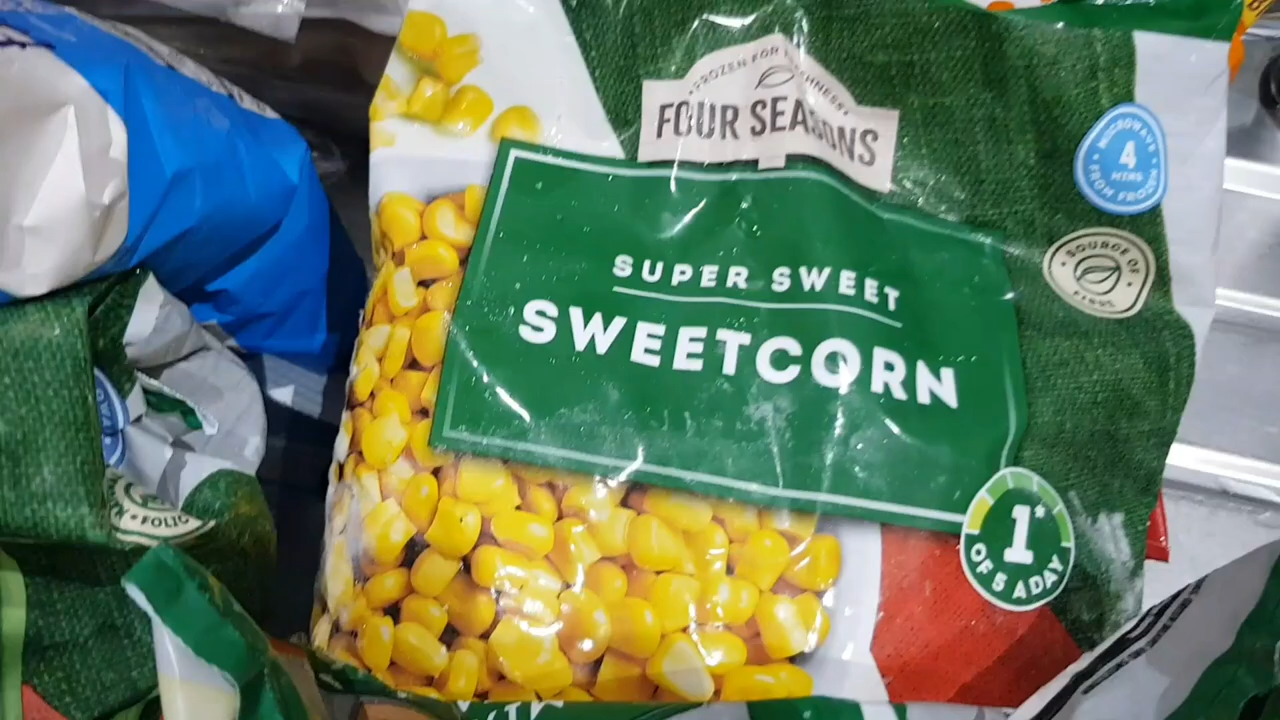 FROZEN FOR FRESHNESS
FOUR SEASONS
SUPER SWEET
SWEETCORN
MICROWAVE
4
MINS
FROM FROZEN
SOURCE OF
FIBRE
1*
OF 5 A DAY
FOLIC